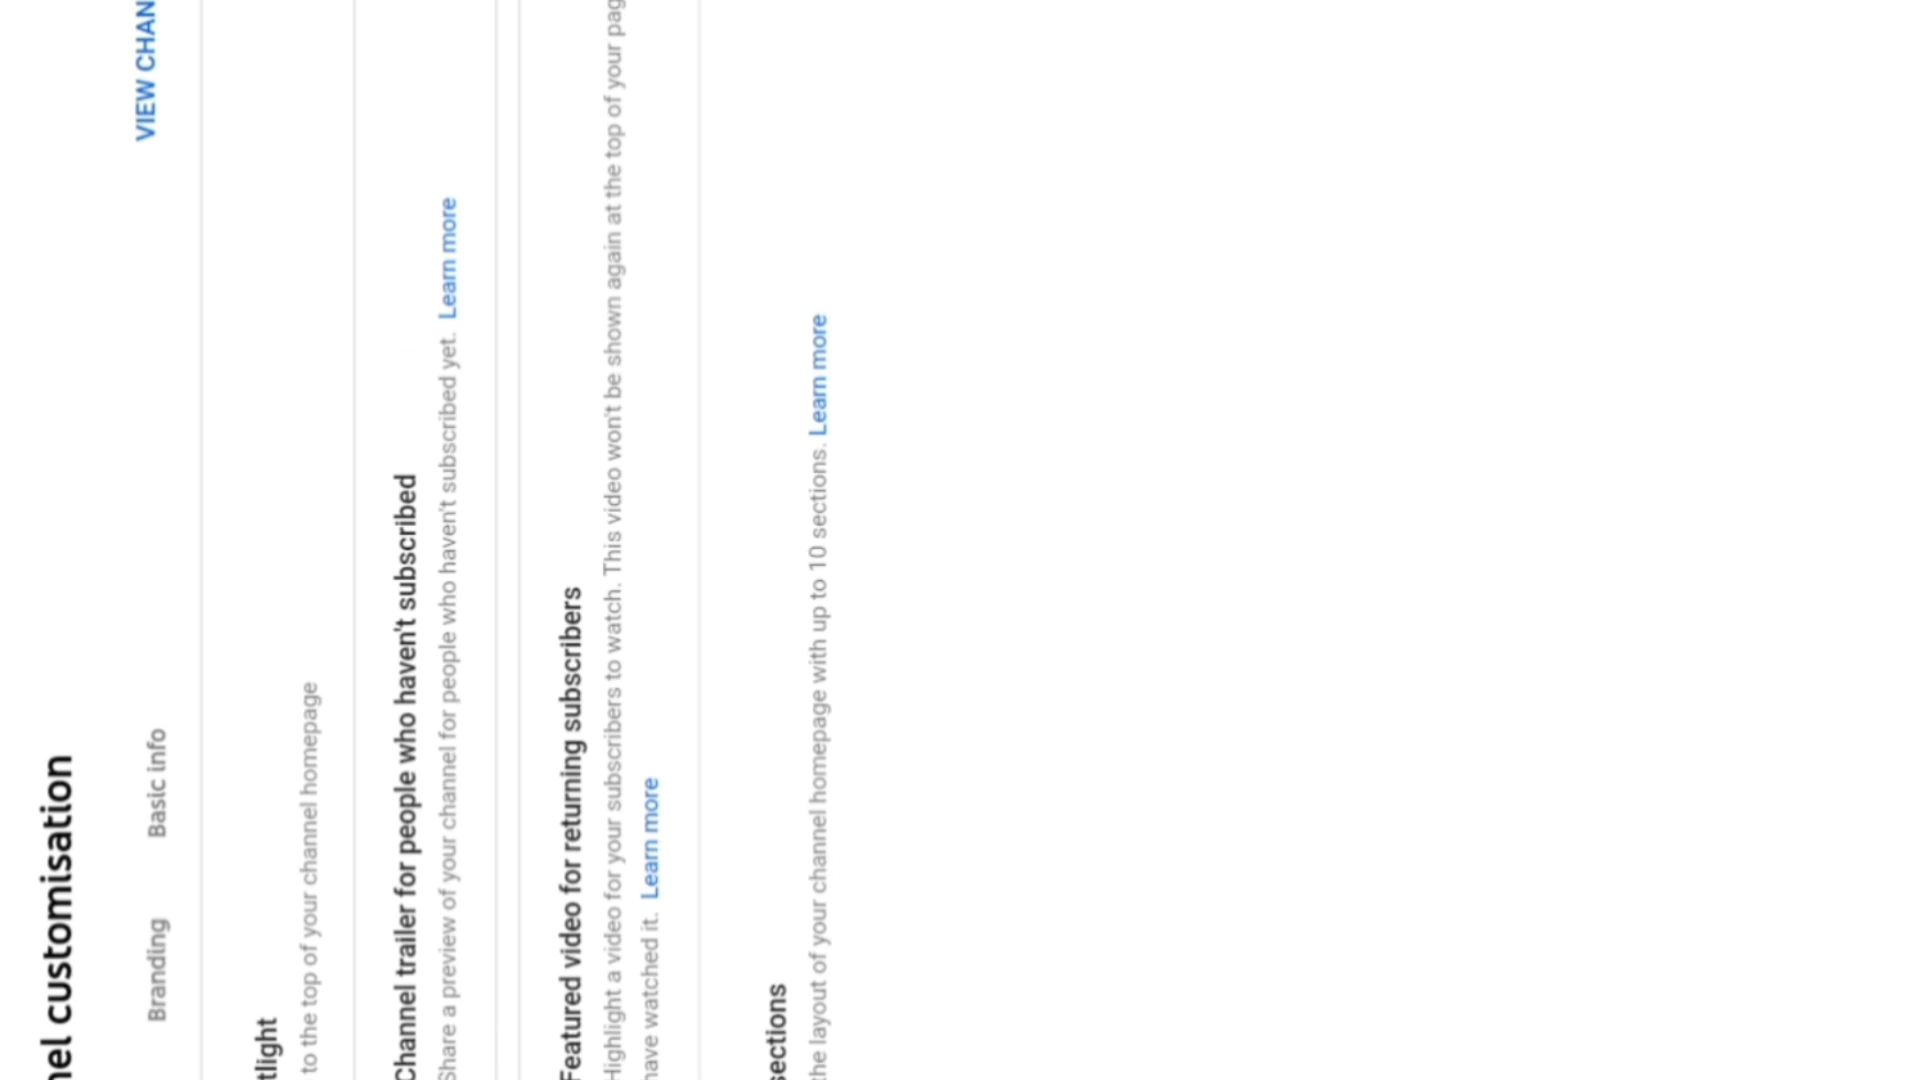 nel customisation
VIEW CHAN
Branding Basic info
tlight
to the top of your channel homepage
Channel trailer for people who haven't subscribed
Share a preview of your channel for people who haven't subscribed yet. Learn more
Featured video for returning subscribers
Highlight a video for your subscribers to watch. This video won't be shown again at the top of your pag
have watched it. Learn more
sections
the layout of your channel homepage with up to 10 sections. Learn more